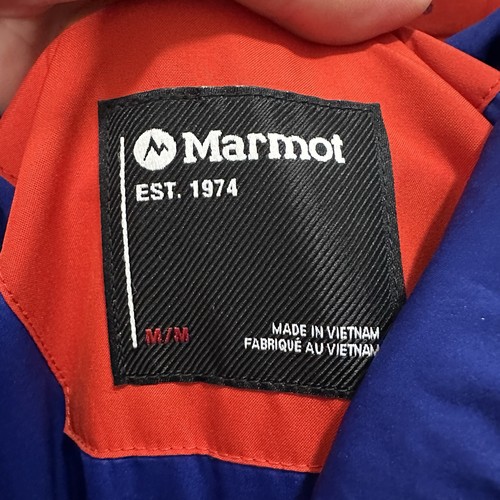 Marmot
EST. 1974
M/M
MADE IN VIETNAM
FABRIQUÉ AU VIETNAM